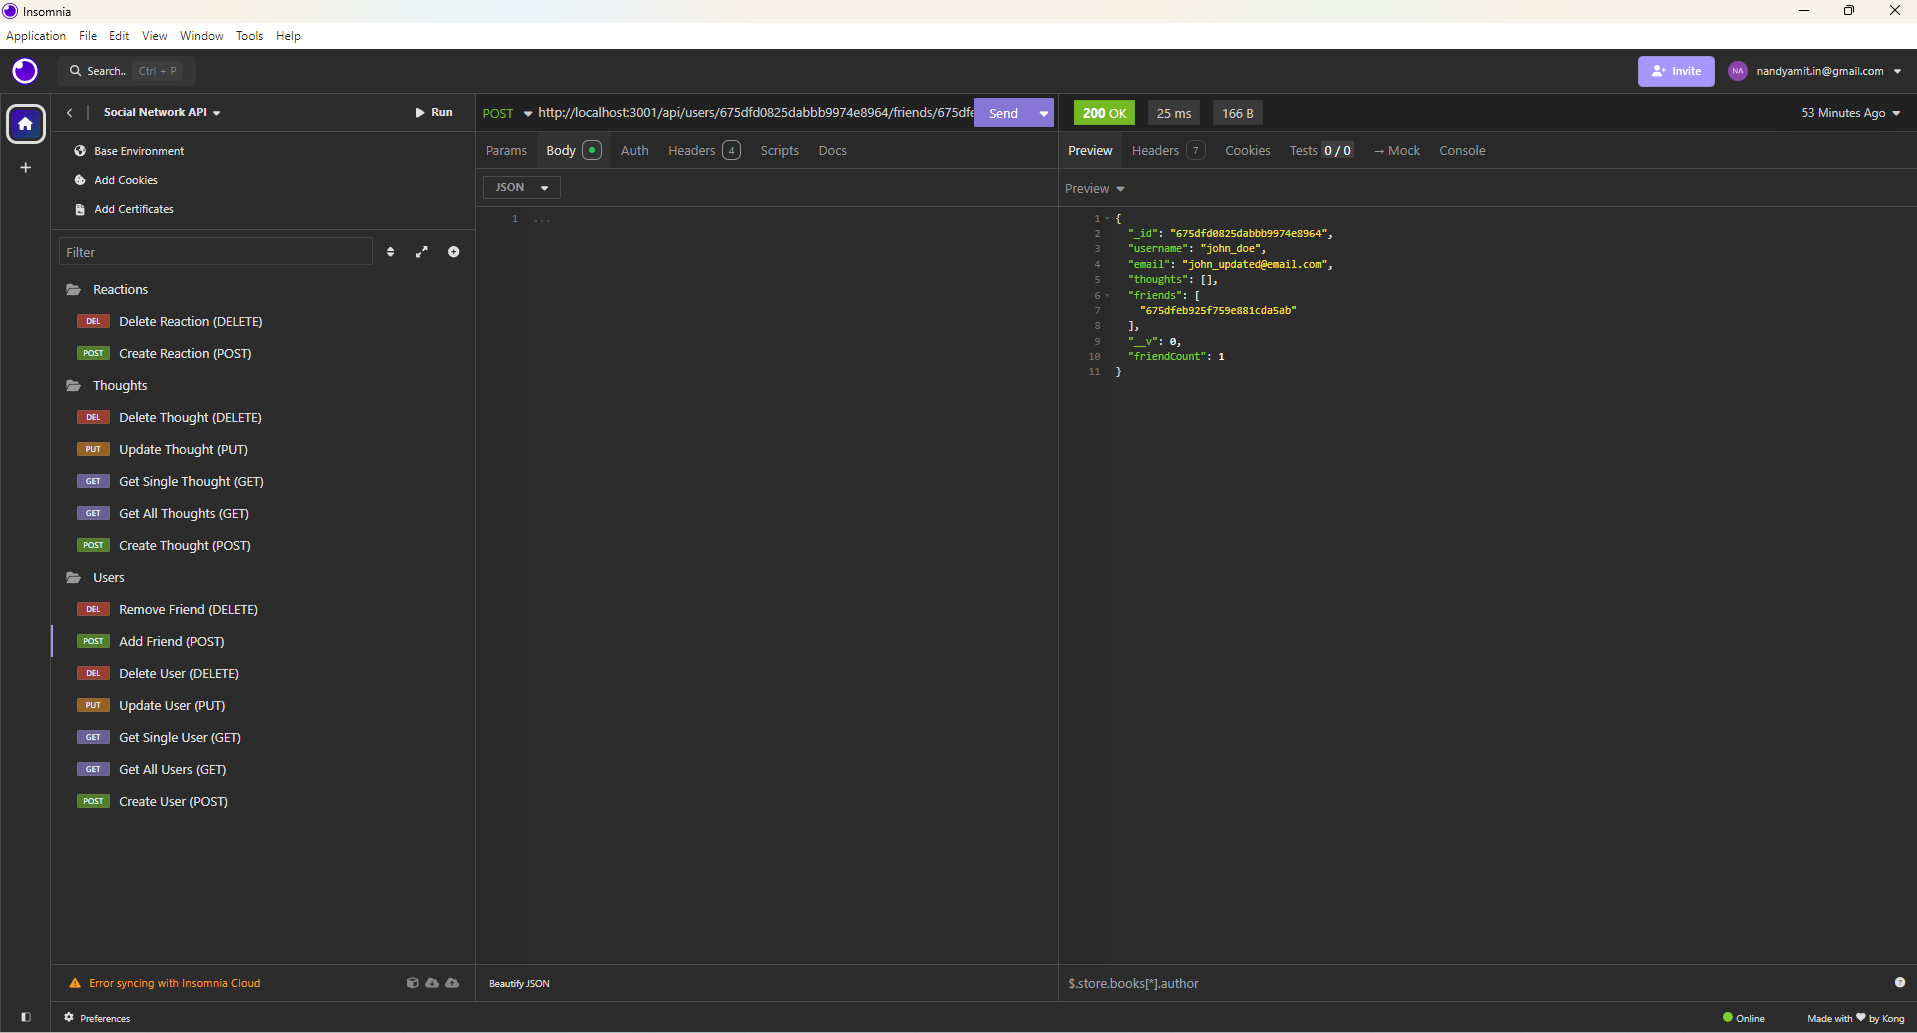 Insomnia
Application File Edit View Window Tools Help
Search.. Ctrl + P
Invite
NA nandyamit.in@gmail.com
Social Network API
Run
Base Environment
Add Cookies
Add Certificates
Filter
Reactions
DEL Delete Reaction (DELETE)
POST Create Reaction (POST)
Thoughts
DEL Delete Thought (DELETE)
PUT Update Thought (PUT)
GET Get Single Thought (GET)
GET Get All Thoughts (GET)
POST Create Thought (POST)
Users
DEL Remove Friend (DELETE)
POST Add Friend (POST)
DEL Delete User (DELETE)
PUT Update User (PUT)
GET Get Single User (GET)
GET Get All Users (GET)
POST Create User (POST)
Error syncing with Insomnia Cloud
Preferences
POST http://localhost:3001/api/users/675dfd0825dabbb9974e8964/friends/675dfe
Send
Params Body Auth Headers 4 Scripts Docs
JSON
1 ...
Beautify JSON
200 OK 25 ms 166 B
53 Minutes Ago
Preview Headers 7 Cookies Tests 0 / 0 → Mock Console
Preview
1 {
2 "_id": "675dfd0825dabbb9974e8964",
3 "username": "john_doe",
4 "email": "john_updated@email.com",
5 "thoughts": [],
6 "friends": [
7 "675dfeb925f759e881cda5ab"
8 ],
9 "__v": 0,
10 "friendCount": 1
11 }
$.store.books[*].author
Online
Made with ❤ by Kong